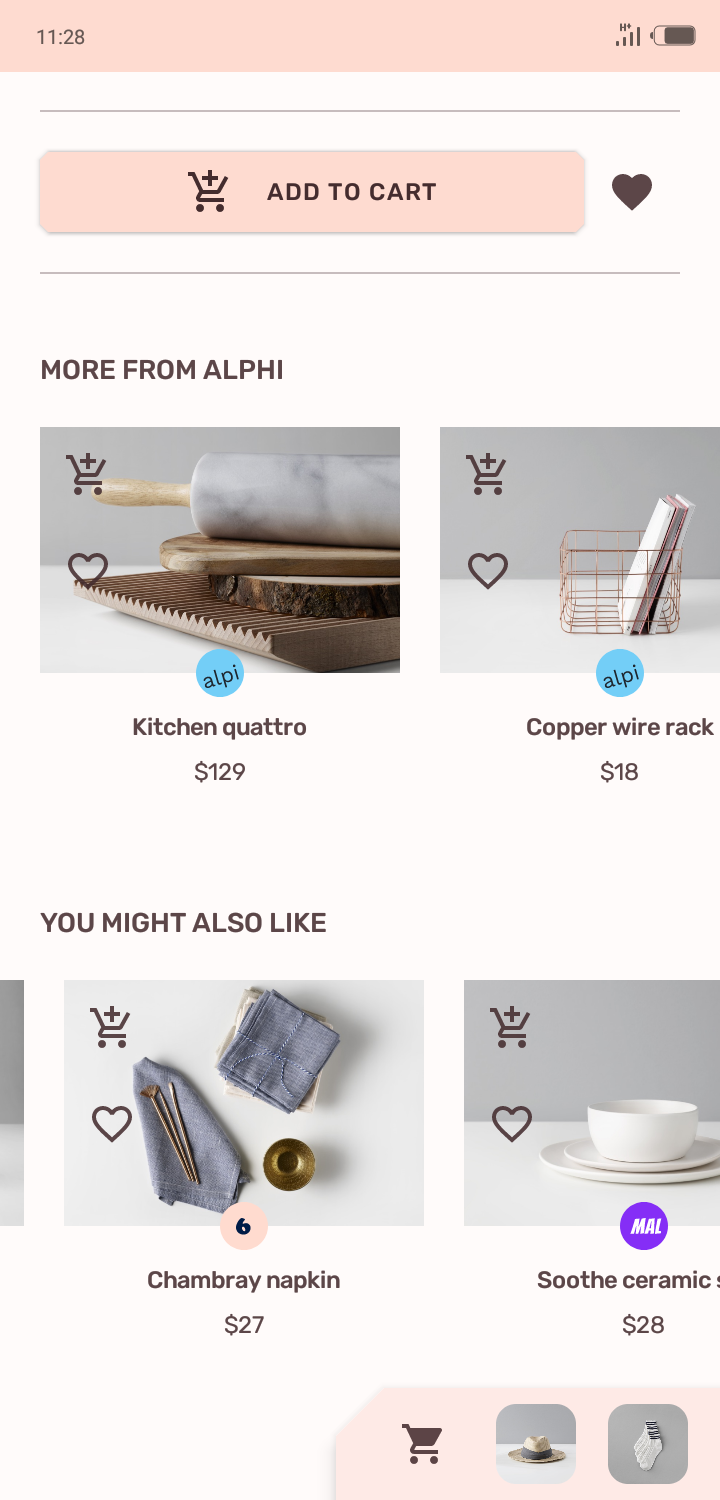 11:28
H+
ADD TO CART
MORE FROM ALPHI
alpi
alpi
Kitchen quattro
Copper wire rack
$129
$18
YOU MIGHT ALSO LIKE
6
MAL
Chambray napkin
Soothe ceramic s
$27
$28